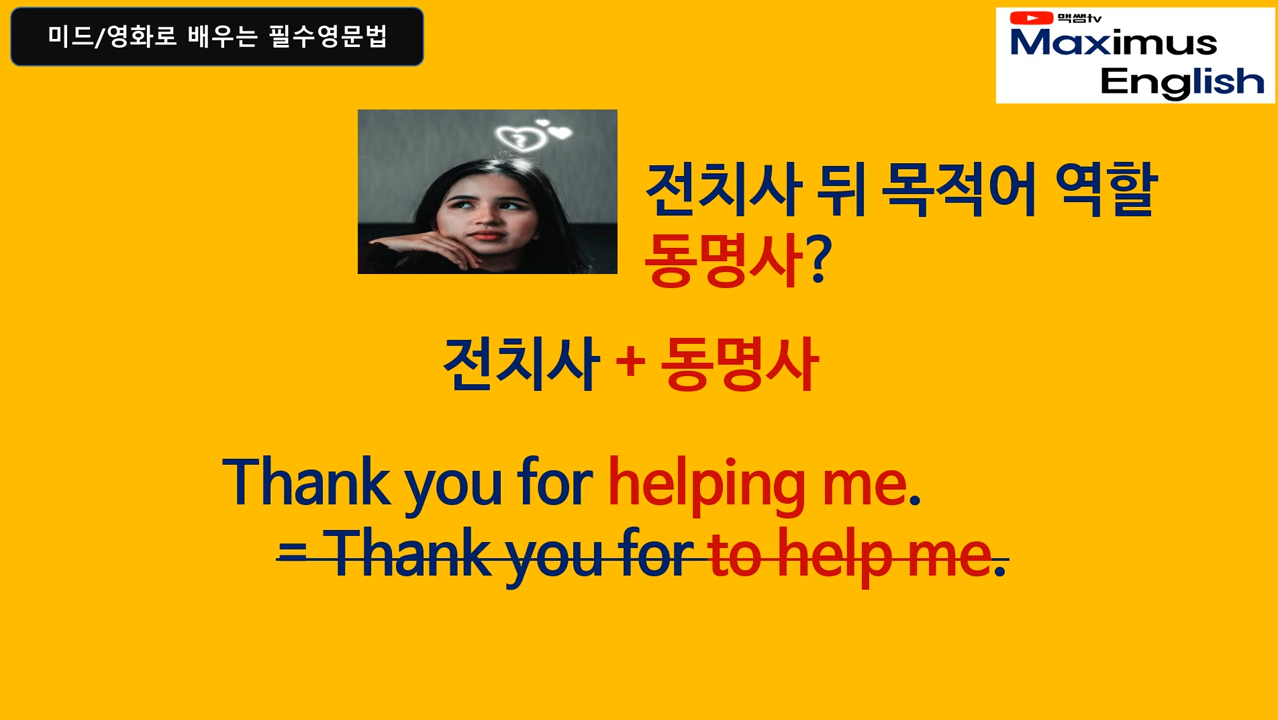 미드/영화로 배우는 필수영문법
맥쌤tv
Maximus
English
?
전치사 뒤 목적어 역할
동명사?
전치사 + 동명사
Thank you for helping me.
= Thank you for to help me.